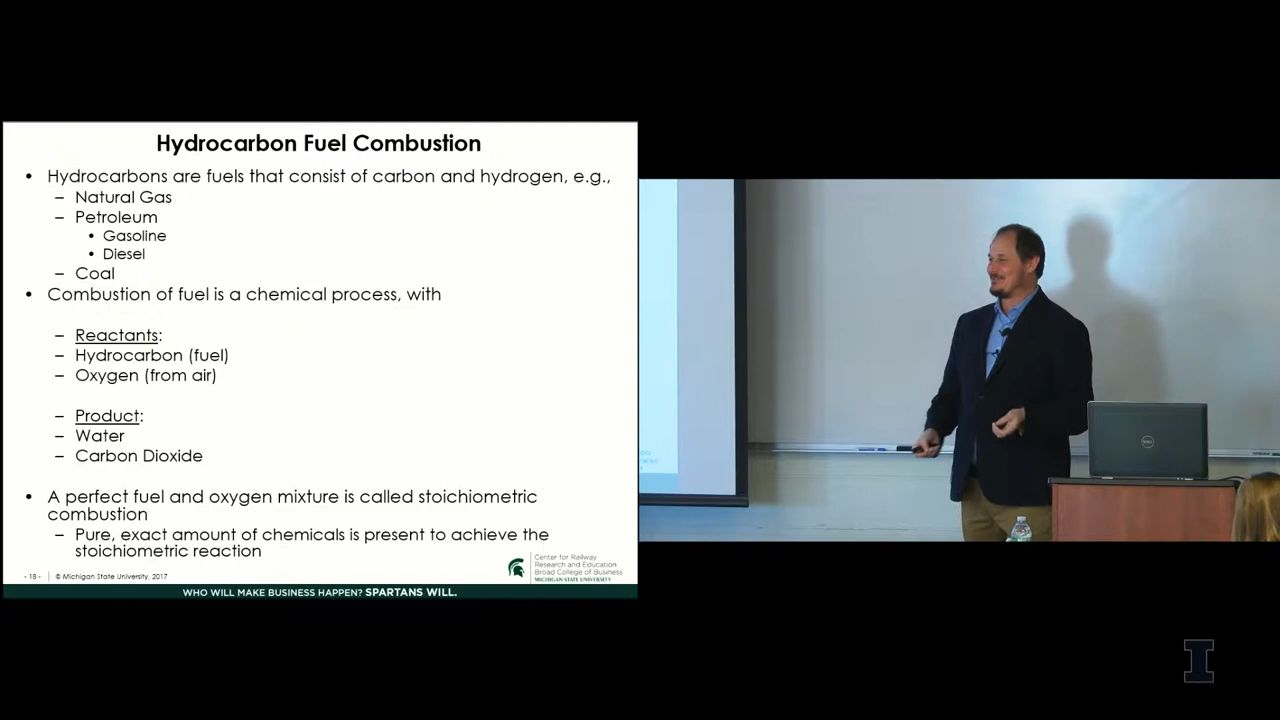 Hydrocarbon Fuel Combustion
• Hydrocarbons are fuels that consist of carbon and hydrogen, e.g.,
– Natural Gas
– Petroleum
• Gasoline
• Diesel
– Coal
• Combustion of fuel is a chemical process, with
– Reactants:
– Hydrocarbon (fuel)
– Oxygen (from air)
– Product:
– Water
– Carbon Dioxide
• A perfect fuel and oxygen mixture is called stoichiometric
combustion
– Pure, exact amount of chemicals is present to achieve the
stoichiometric reaction
Center for Railway
Research and Education
Broad College of Business
MICHIGAN STATE UNIVERSITY
- 18 - © Michigan State University, 2017
WHO WILL MAKE BUSINESS HAPPEN? SPARTANS WILL.
DELL
I